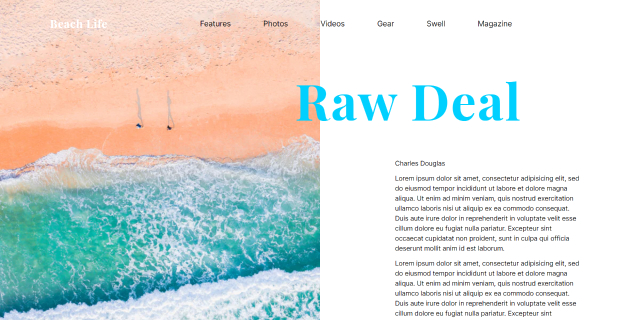 Beach Life
Features Photos Videos Gear Swell Magazine
Raw Deal
Charles Douglas
Lorem ipsum dolor sit amet, consectetur adipisicing elit, sed
do eiusmod tempor incididunt ut labore et dolore magna
aliqua. Ut enim ad minim veniam, quis nostrud exercitation
ullamco laboris nisi ut aliquip ex ea commodo consequat.
Duis aute irure dolor in reprehenderit in voluptate velit esse
cillum dolore eu fugiat nulla pariatur. Excepteur sint
occaecat cupidatat non proident, sunt in culpa qui officia
deserunt mollit anim id est laborum.
Lorem ipsum dolor sit amet, consectetur adipisicing elit, sed
do eiusmod tempor incididunt ut labore et dolore magna
aliqua. Ut enim ad minim veniam, quis nostrud exercitation
ullamco laboris nisi ut aliquip ex ea commodo consequat.
Duis aute irure dolor in reprehenderit in voluptate velit esse
cillum dolore eu fugiat nulla pariatur. Excepteur sint